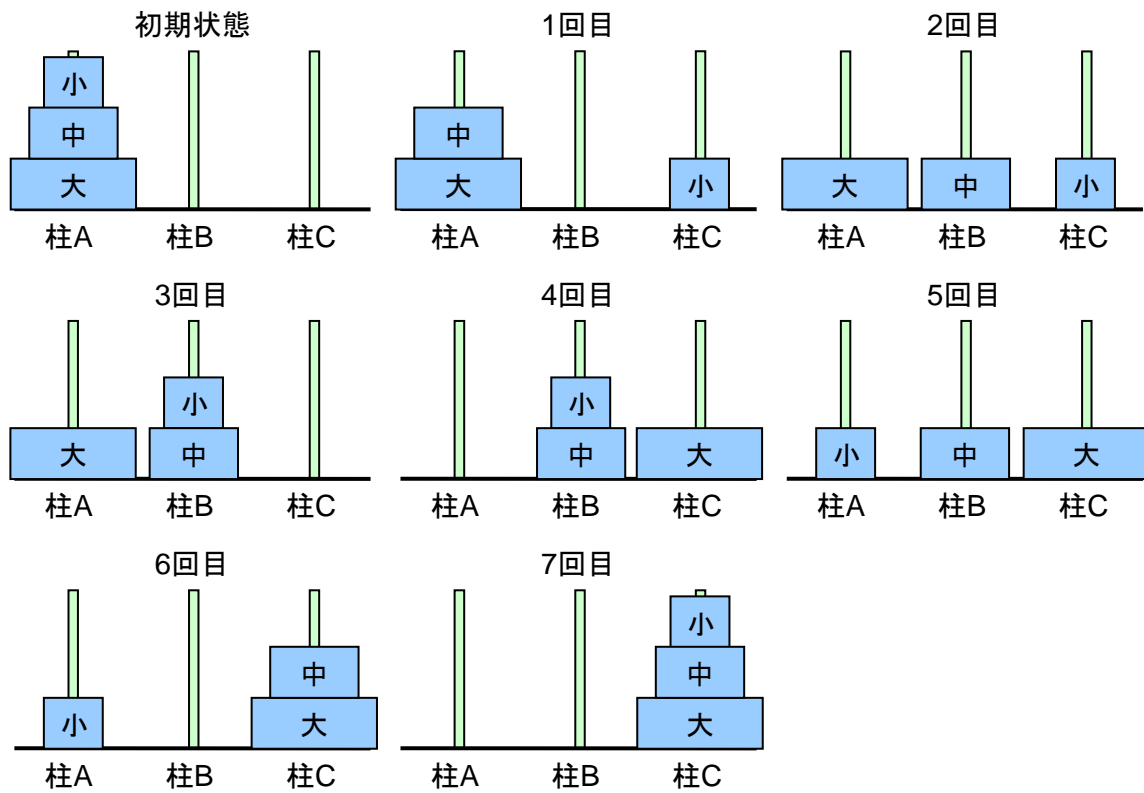 初期状態 1回目 2回目
小 中 小
中 大 小 大 中 小
大
柱A 柱B 柱C 柱A 柱B 柱C 柱A 柱B 柱C
3回目 4回目 5回目
小 小
大 中 中 大 小 中 大
柱A 柱B 柱C 柱A 柱B 柱C 柱A 柱B 柱C
6回目 7回目
小
中 中
小 大 大
柱A 柱B 柱C 柱A 柱B 柱C